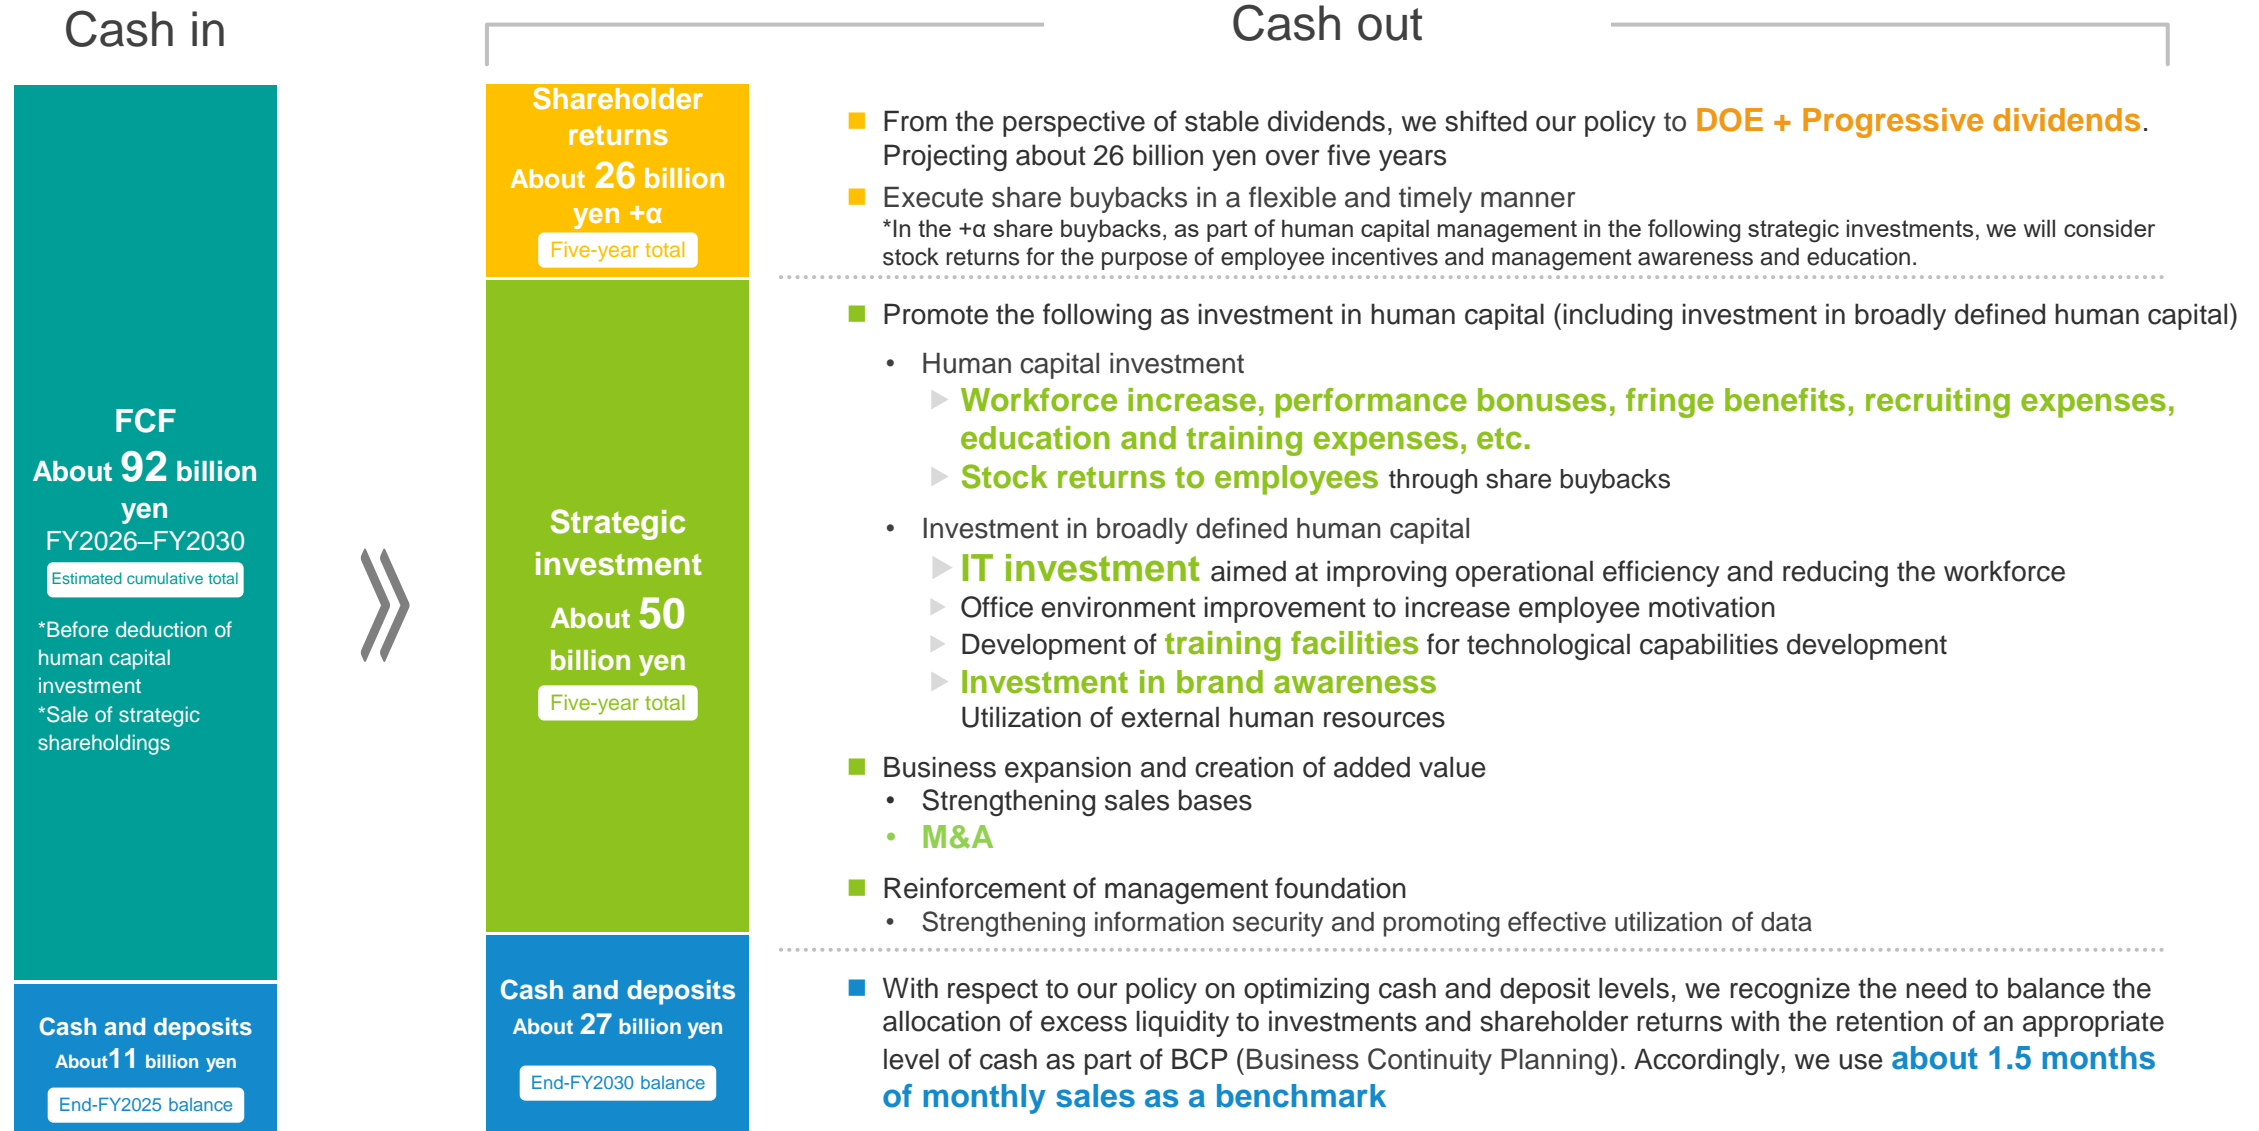 Cash in
Cash out
FCF
About 92 billion
yen
FY2026–FY2030
Estimated cumulative total
*Before deduction of
human capital
investment
*Sale of strategic
shareholdings
Cash and deposits
About11 billion yen
End-FY2025 balance
Shareholder
returns
About 26 billion
yen +α
Five-year total
■ From the perspective of stable dividends, we shifted our policy to DOE + Progressive dividends.
Projecting about 26 billion yen over five years
■ Execute share buybacks in a flexible and timely manner
*In the +α share buybacks, as part of human capital management in the following strategic investments, we will consider
stock returns for the purpose of employee incentives and management awareness and education.
Strategic
investment
About 50
billion yen
Five-year total
■ Promote the following as investment in human capital (including investment in broadly defined human capital)
• Human capital investment
▶ Workforce increase, performance bonuses, fringe benefits, recruiting expenses,
education and training expenses, etc.
▶ Stock returns to employees through share buybacks
• Investment in broadly defined human capital
▶ IT investment aimed at improving operational efficiency and reducing the workforce
▶ Office environment improvement to increase employee motivation
▶ Development of training facilities for technological capabilities development
▶ Investment in brand awareness
Utilization of external human resources
■ Business expansion and creation of added value
• Strengthening sales bases
• M&A
■ Reinforcement of management foundation
• Strengthening information security and promoting effective utilization of data
Cash and deposits
About 27 billion yen
End-FY2030 balance
■ With respect to our policy on optimizing cash and deposit levels, we recognize the need to balance the
allocation of excess liquidity to investments and shareholder returns with the retention of an appropriate
level of cash as part of BCP (Business Continuity Planning). Accordingly, we use about 1.5 months
of monthly sales as a benchmark